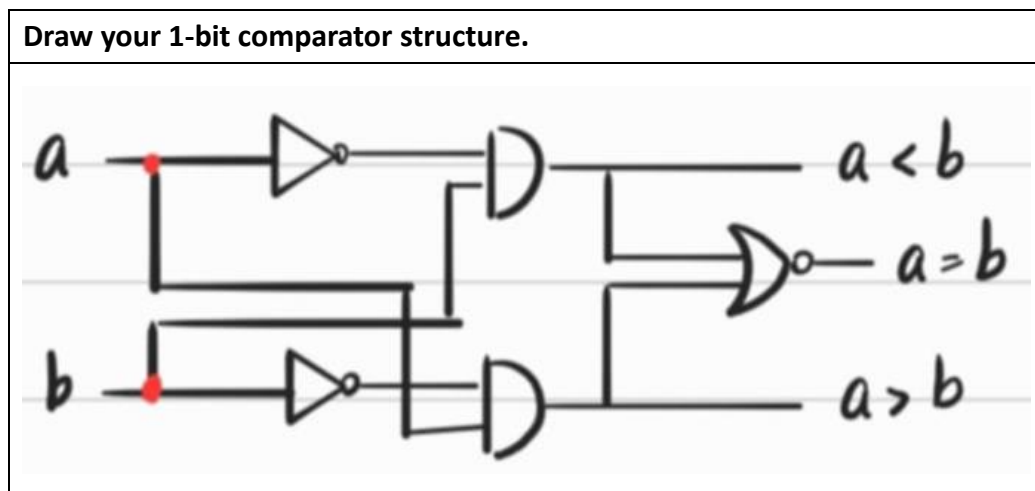 Draw your 1-bit comparator structure.
a
a < b
a = b
b
a > b